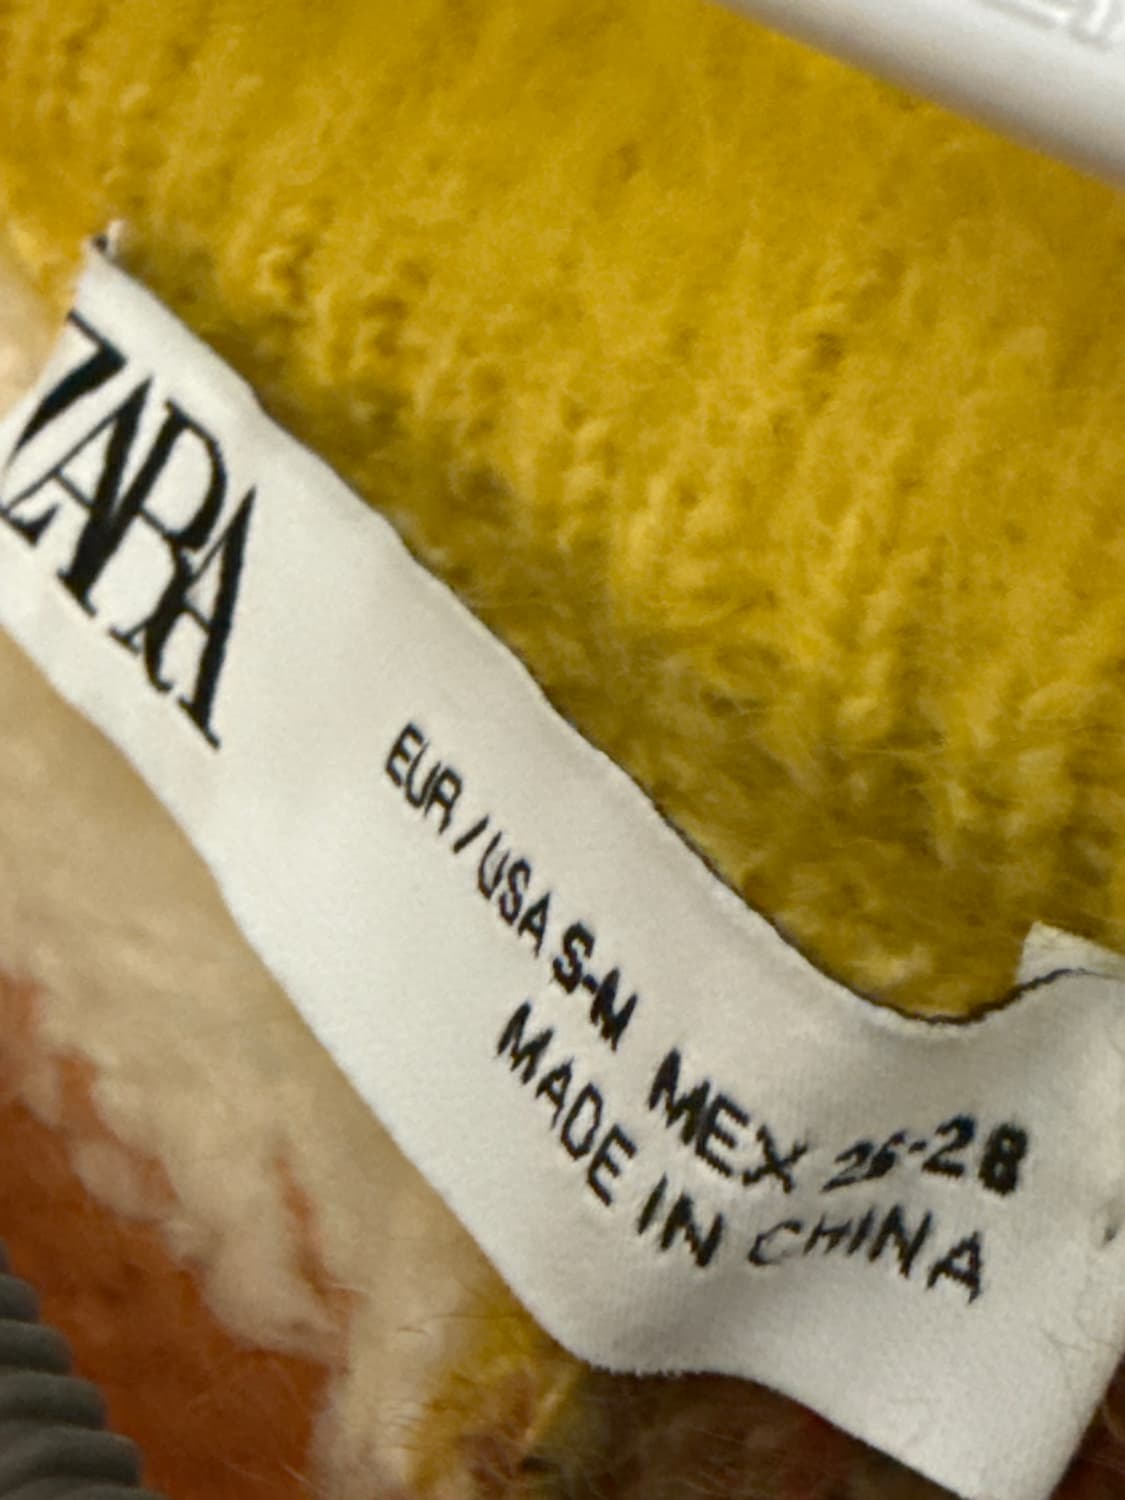 ZARA
EUR/USA S-M MEX 26-28
MADE IN CHINA